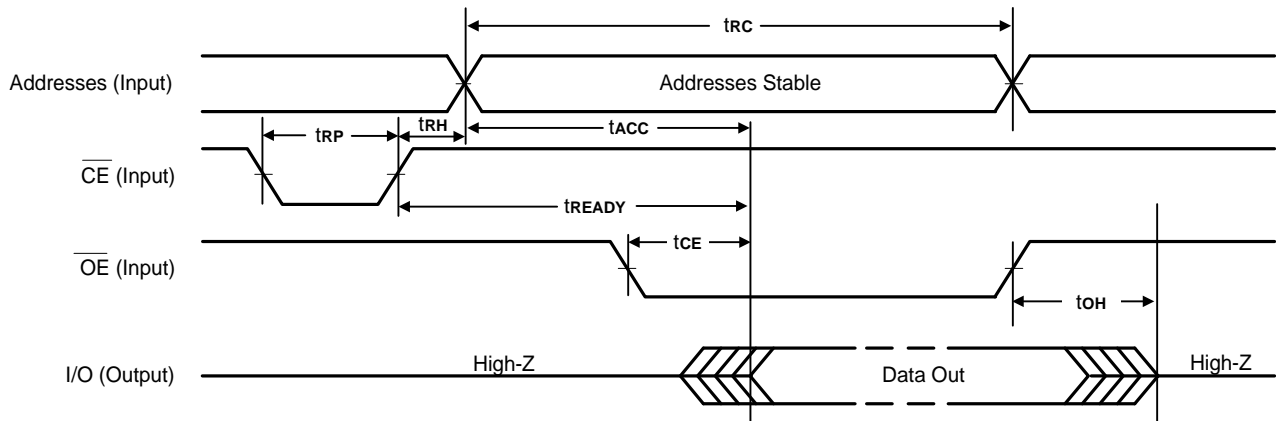 tRC
Addresses (Input)
Addresses Stable
tRP
tRH
tACC
CE (Input)
tREADY
tCE
OE (Input)
tOH
High-Z
High-Z
I/O (Output)
Data Out